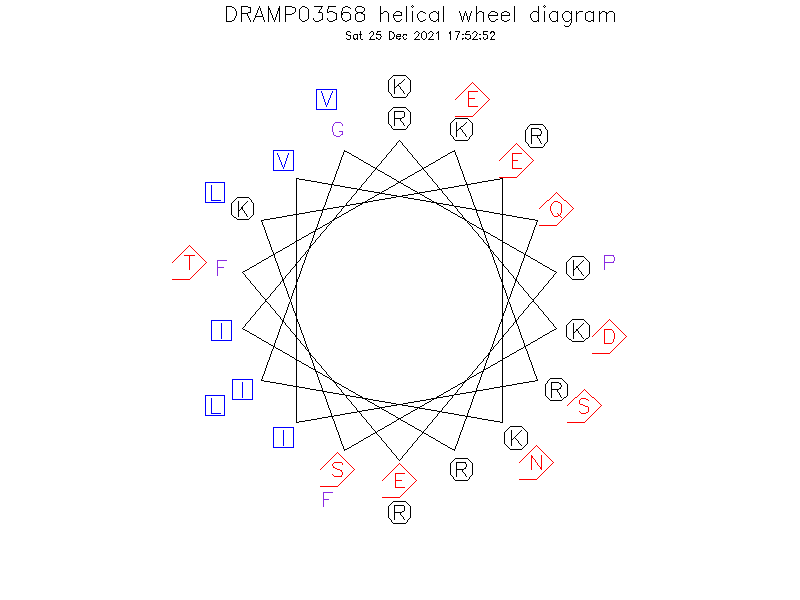 DRAMP03568 helical wheel diagram
Sat 25 Dec 2021 17:52:52
K
V E
R
G K R
V E
L K Q
T F K P
I K D
I R
L S
I K
S R N
E
F
R